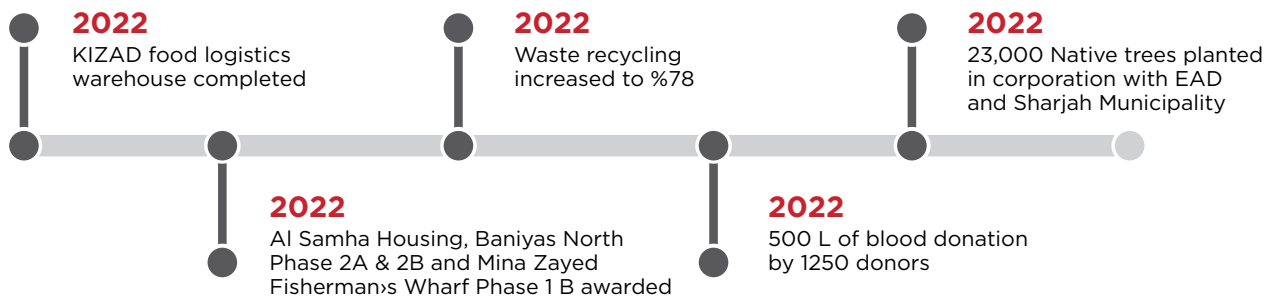 2022
KIZAD food logistics
warehouse completed
2022
Al Samha Housing, Baniyas North
Phase 2A & 2B and Mina Zayed
Fisherman›s Wharf Phase 1 B awarded
2022
Waste recycling
increased to %78
2022
500 L of blood donation
by 1250 donors
2022
23,000 Native trees planted
in corporation with EAD
and Sharjah Municipality